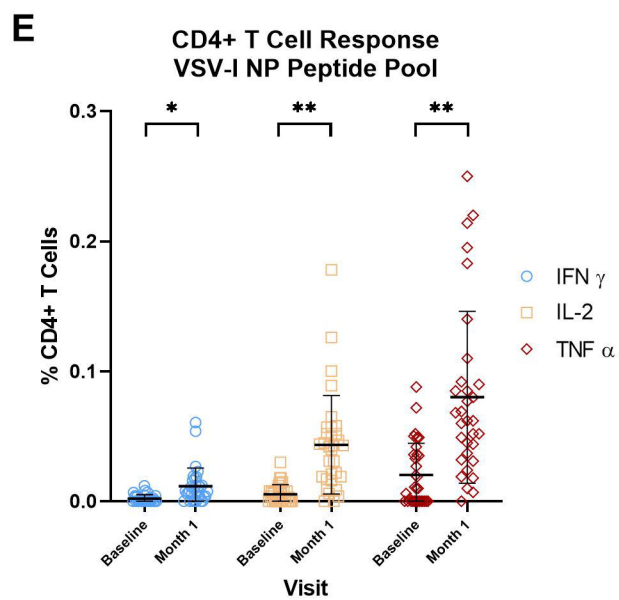 E
CD4+ T Cell Response
VSV-I NP Peptide Pool
% CD4+ T Cells
0.3
0.2
0.1
0.0
*
**
**
IFN γ
IL-2
TNF α
Baseline
Month 1
Baseline
Month 1
Baseline
Month 1
Visit